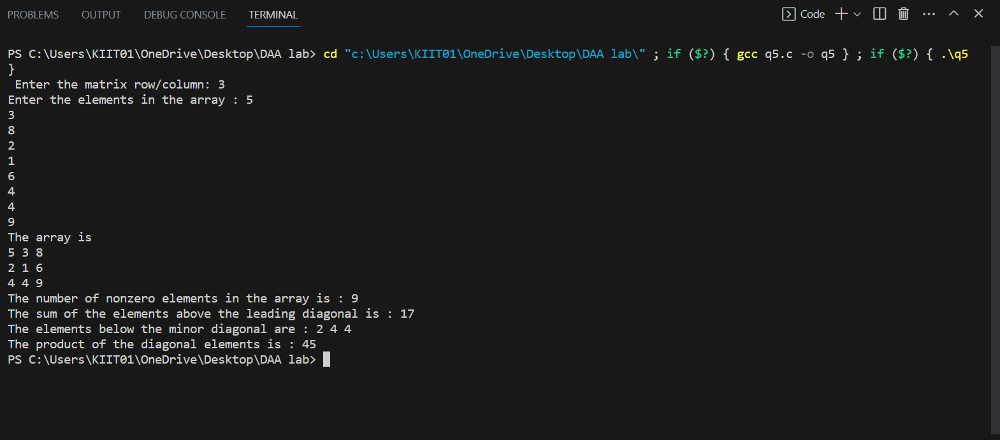 PROBLEMS OUTPUT DEBUG CONSOLE TERMINAL Code
PS C:\Users\KIIT01\OneDrive\Desktop\DAA lab> cd "c:\Users\KIIT01\OneDrive\Desktop\DAA lab\" ; if ($?) { gcc q5.c -o q5 } ; if ($?) { .\q5
}
Enter the matrix row/column: 3
Enter the elements in the array : 5
3
8
2
1
6
4
4
9
The array is
5 3 8
2 1 6
4 4 9
The number of nonzero elements in the array is : 9
The sum of the elements above the leading diagonal is : 17
The elements below the minor diagonal are : 2 4 4
The product of the diagonal elements is : 45
PS C:\Users\KIIT01\OneDrive\Desktop\DAA lab>